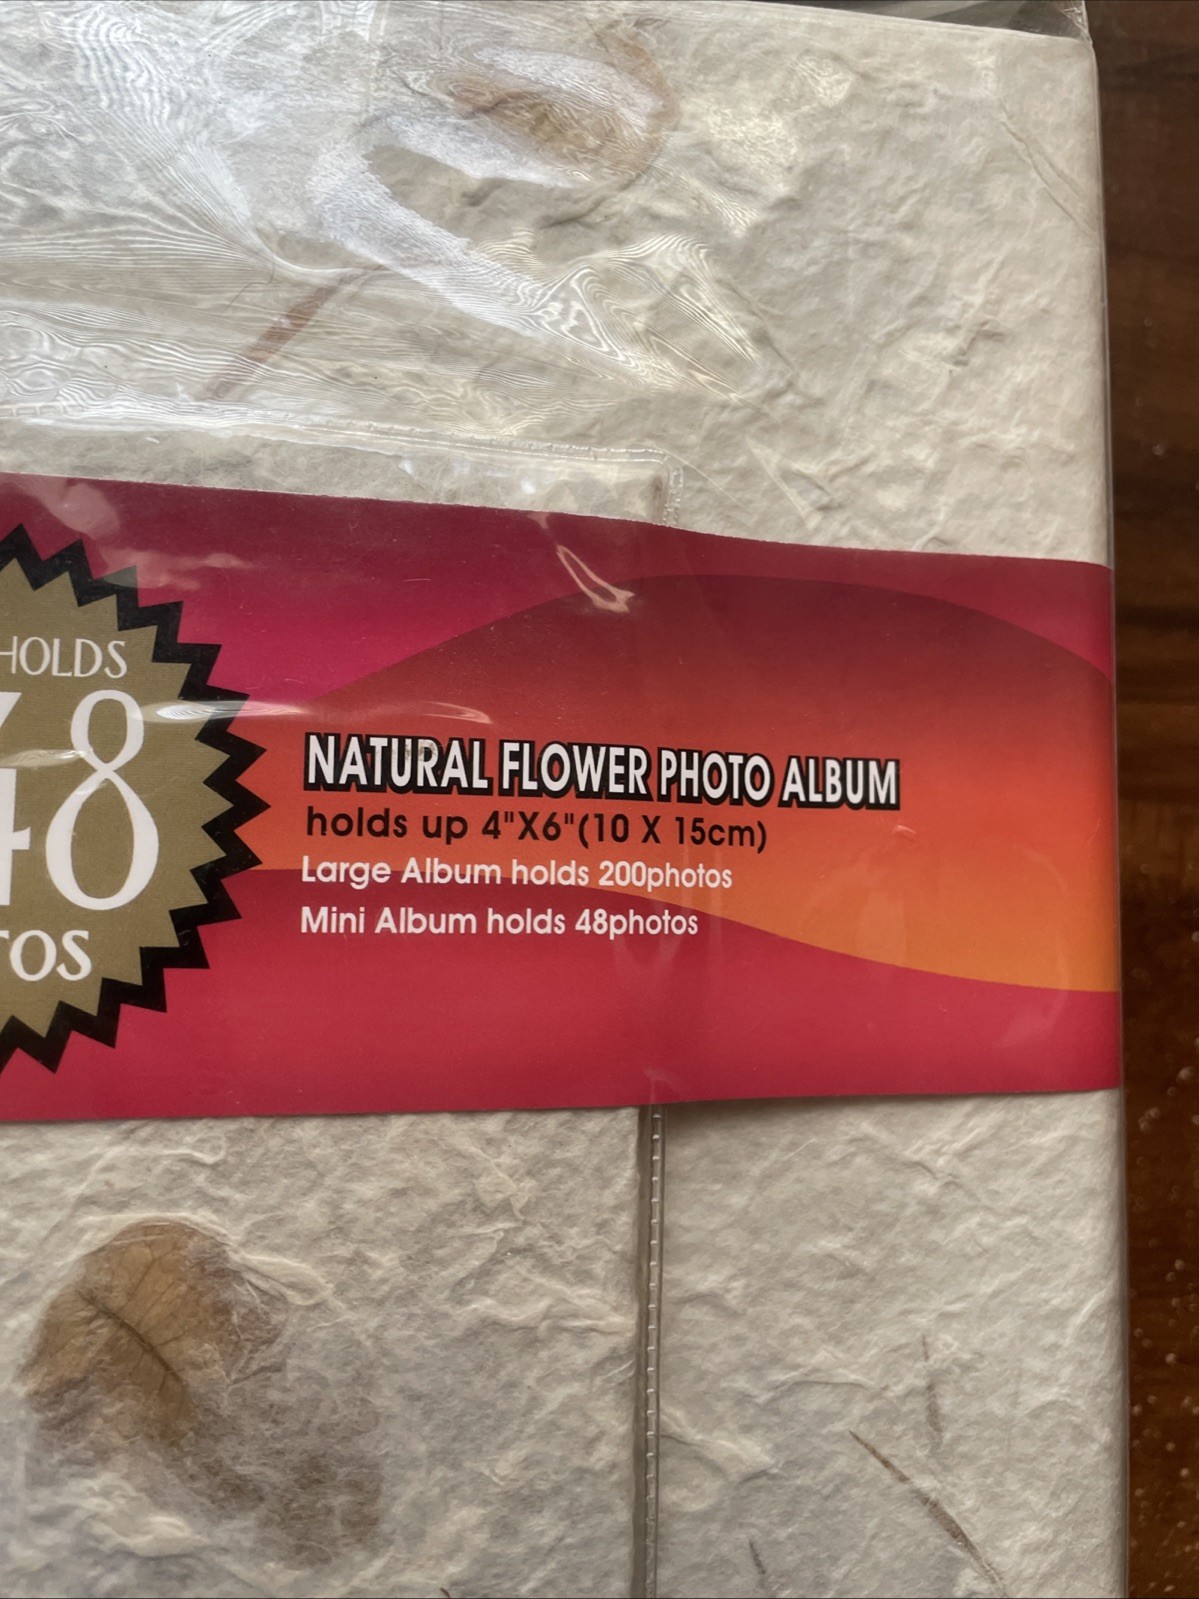 HOLDS
48
NATURAL FLOWER PHOTO ALBUM
holds up 4"X6"(10 X 15cm)
Large Album holds 200photos
Mini Album holds 48photos